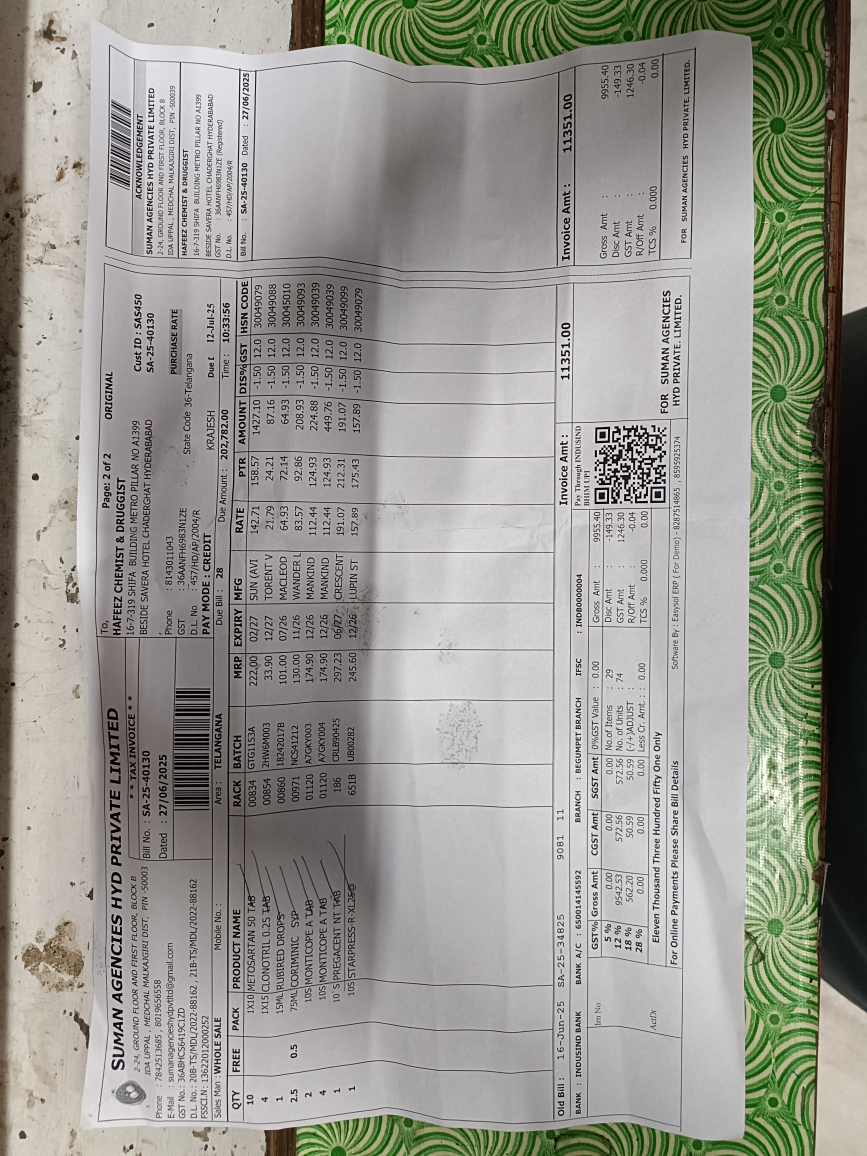 SUMAN AGENCIES HYD PRIVATE LIMITED
2-24, GROUND FLOOR AND FIRST FLOOR, BLOCK B
IDA UPPAL, MEDCHAL MALKAJGIRI DIST, PIN -50003
* * TAX INVOICE * *
Phone : 7842513685 , 8019656558
E-Mail : sumanagencieshydpvtltd@gmail.com
GST No.: 36ABHCS6419C1ZD
D.L. No.: 20B-TS/MDL/2022-88162, 21B-TS/MDL/2022-88162
FSSCLN : 13622012000252
Bill No. : SA-25-40130
Dated : 27/06/2025
To, Page: 2 of 2 ORIGINAL
HAFEEZ CHEMIST & DRUGGIST
16-7-319 SHIFA BUILDING METRO PILLAR NO A1399
BESIDE SAVERA HOTEL CHADERGHAT HYDERABABAD
Cust ID : SAS450
SA-25-40130
PURCHASE RATE
Phone : 8143011043
GST : 36AANFH6983N1ZE State Code 36-Telangana
D.L. No : 457/HD/AP/2004/R
PAY MODE : CREDIT KRAJESH Due [ 12-Jul-25
Sales Man : WHOLE SALE Mobile No. : Area : TELANGANA Due Bill : 28 Due Amount : 202,782.00 Time : 10:33:56
QTY FREE PACK PRODUCT NAME RACK BATCH MRP EXPIRY MFG RATE PTR AMOUNT DIS% GST HSN CODE
10 1X10 METOSARTAN 50 TAB 00834 GTG1153A 222.00 02/27 SUN (AVI 142.71 158.57 1427.10 -1.50 12.0 30049079
4 1X15 CLONOTRIL 0.25 TAB 00854 2HW6M003 33.90 12/27 TORENT V 21.79 24.21 87.16 -1.50 12.0 30049088
1 15ML RUBIRED DROPS 00860 18242017B 101.00 07/26 MACLEOD 64.93 72.14 64.93 -1.50 12.0 30045010
2.5 0.5 75ML CORIMINIC SYP 00971 NCS41212 130.00 11/26 WANDER L 83.57 92.86 208.93 -1.50 12.0 30049093
2 10S MONTICOPE A TAB 01120 A7GKY003 174.90 12/26 MANKIND 112.44 124.93 224.88 -1.50 12.0 30049039
4 10S MONTICOPE A TAB 01120 A7GKY004 174.90 12/26 MANKIND 112.44 124.93 449.76 -1.50 12.0 30049039
1 10`S PREGACENT NT TAB 186 CRLB90425 297.23 06/27 CRESCENT 191.07 212.31 191.07 -1.50 12.0 30049099
1 10S STARPRESS-R-XL25@ 651B UB00282 245.60 12/26 LUPIN ST 157.89 175.43 157.89 -1.50 12.0 30049079
Old Bill : 16-Jun-25 SA-25-34825 9081 11 Invoice Amt : 11351.00
BANK : INDUSIND BANK BANK A/C : 650014145592 BRANCH : BEGUMPET BRANCH IFSC : INDB0000004
Pay Through INDUSIND
BHIM UPI
Irn No
AckDt
GST% Gross Amt CGST Amt SGST Amt 0%GST Value : 0.00 Gross Amt : 9955.40
5 % 0.00 0.00 0.00 No.of Items : 29 Disc Amt : -149.33
12 % 9542.53 572.56 572.56 No.of Units : 74 GST Amt : 1246.30
18 % 562.20 50.59 50.59 (-/+)ADJUST R/Off Amt : -0.04
28 % 0.00 0.00 0.00 Less Cr. Amt. : 0.00 TCS % 0.000 0.00
Eleven Thousand Three Hundred Fifty One Only
For Online Payments Please Share Bill Details
Software By : Easysol ERP ( For Demo) - 8287514865 , 8595925374
FOR SUMAN AGENCIES
HYD PRIVATE. LIMITED.
ACKNOWLEDGEMENT
SUMAN AGENCIES HYD PRIVATE LIMITED
2-24, GROUND FLOOR AND FIRST FLOOR, BLOCK B
IDA UPPAL, MEDCHAL MALKAJGIRI DIST, PIN -500039
HAFEEZ CHEMIST & DRUGGIST
16-7-319 SHIFA BUILDING METRO PILLAR NO A1399
BESIDE SAVERA HOTEL CHADERGHAT HYDERABABAD
GST No. : 36AANFH6983N1ZE (Registered)
D.L. No. : 457/HD/AP/2004/R
Bill No. : SA-25-40130 Dated : 27/06/2025
Invoice Amt : 11351.00
Gross Amt : 9955.40
Disc Amt : -149.33
GST Amt : 1246.30
R/Off Amt : -0.04
TCS % 0.000 0.00
FOR SUMAN AGENCIES HYD PRIVATE. LIMITED.